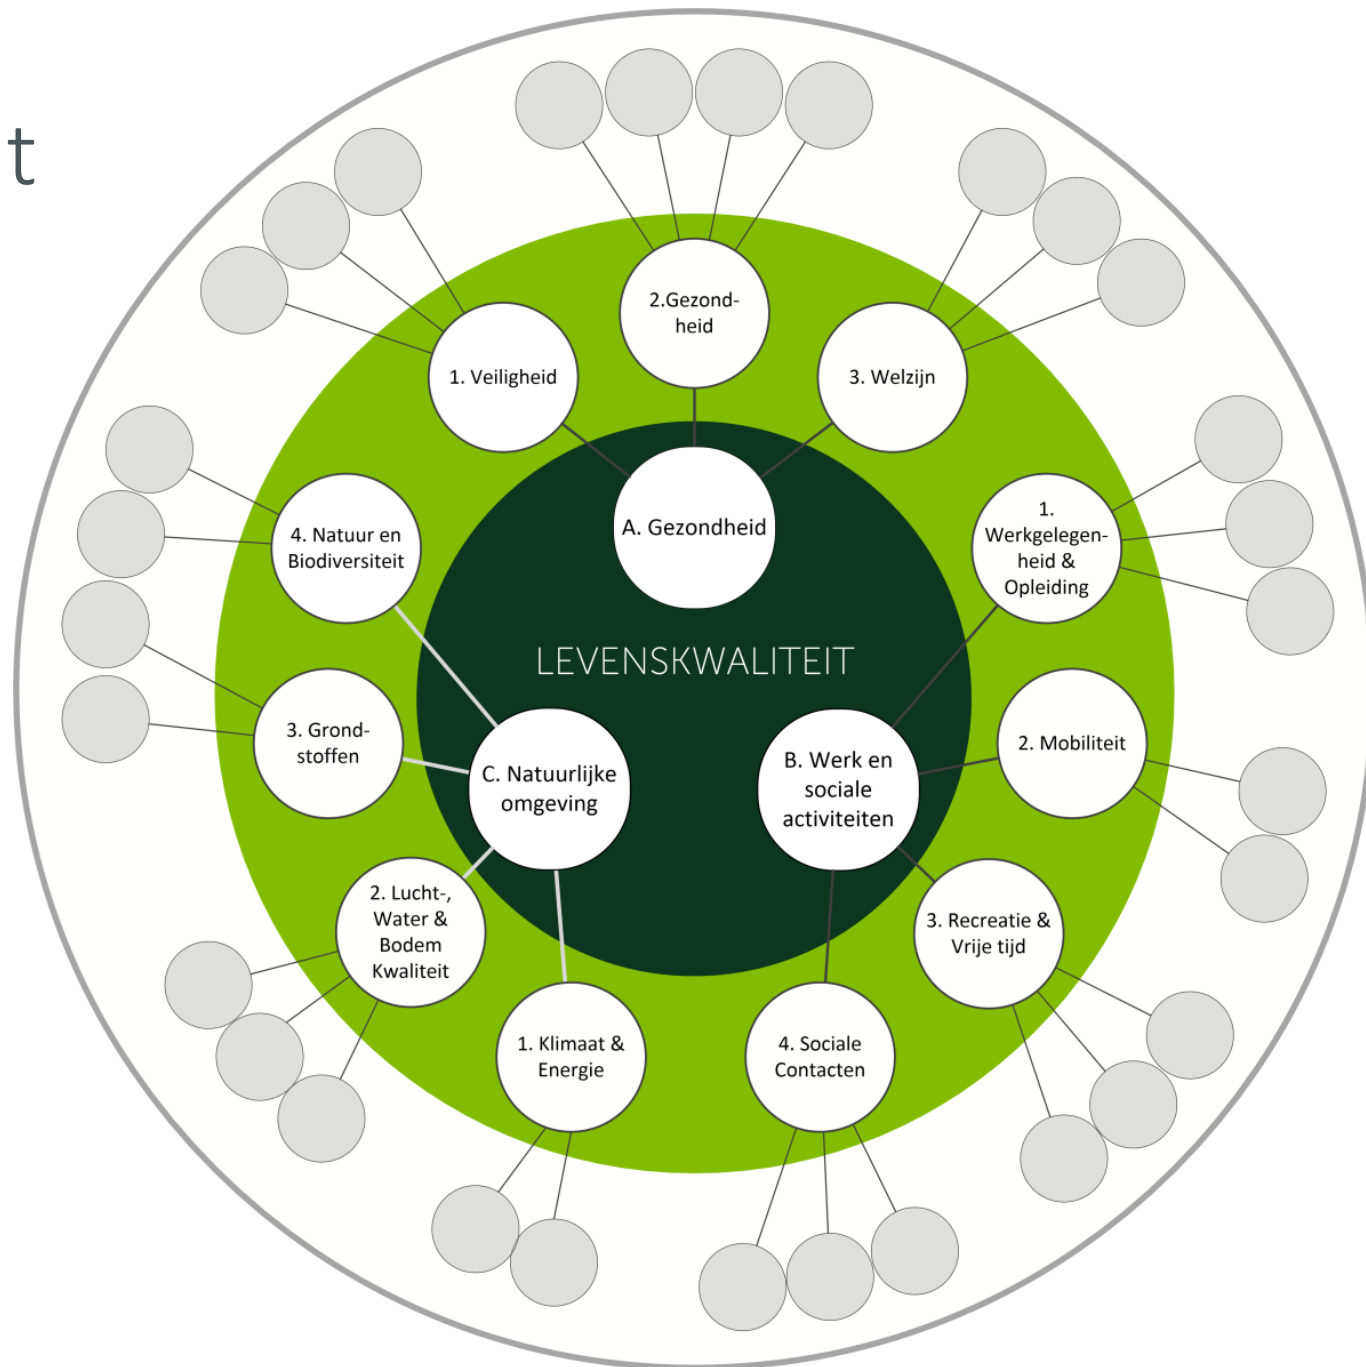 t
2.Gezond-
heid
1. Veiligheid
3. Welzijn
A. Gezondheid
4. Natuur en
Biodiversiteit
1.
Werkgelegen-
heid &
Opleiding
LEVENSKWALITEIT
3. Grond-
stoffen
2. Mobiliteit
C. Natuurlijke
omgeving
B. Werk en
sociale
activiteiten
2. Lucht-,
Water &
Bodem
Kwaliteit
3. Recreatie &
Vrije tijd
1. Klimaat &
Energie
4. Sociale
Contacten